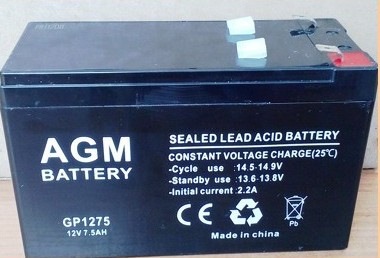 AGM
BATTERY
GP1275
12V 7.5AH
SEALED LEAD ACID BATTERY
CONSTANT VOLTAGE CHARGE(25℃)
-Cycle use :14.5-14.9V
-Standby use :13.6-13.8V
-Initial current :2.2A
CE
Pb
Made in china